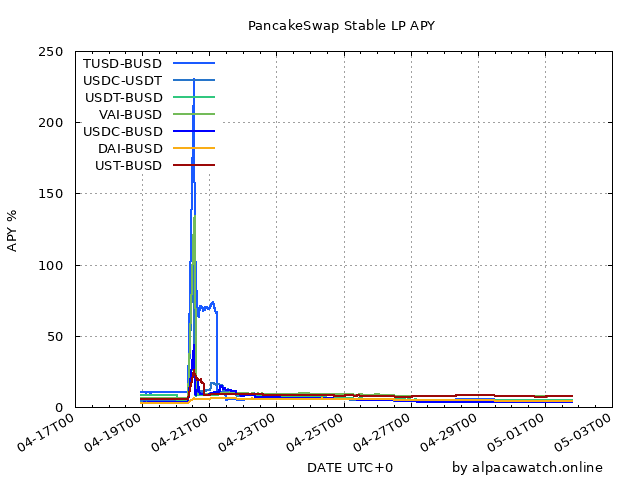 PancakeSwap Stable LP APY
APY %
250
200
150
100
50
0
TUSD-BUSD
USDC-USDT
USDT-BUSD
VAI-BUSD
USDC-BUSD
DAI-BUSD
UST-BUSD
04-17T00
04-19T00
04-21T00
04-23T00
04-25T00
04-27T00
04-29T00
05-01T00
05-03T00
DATE UTC+0
by alpacawatch.online